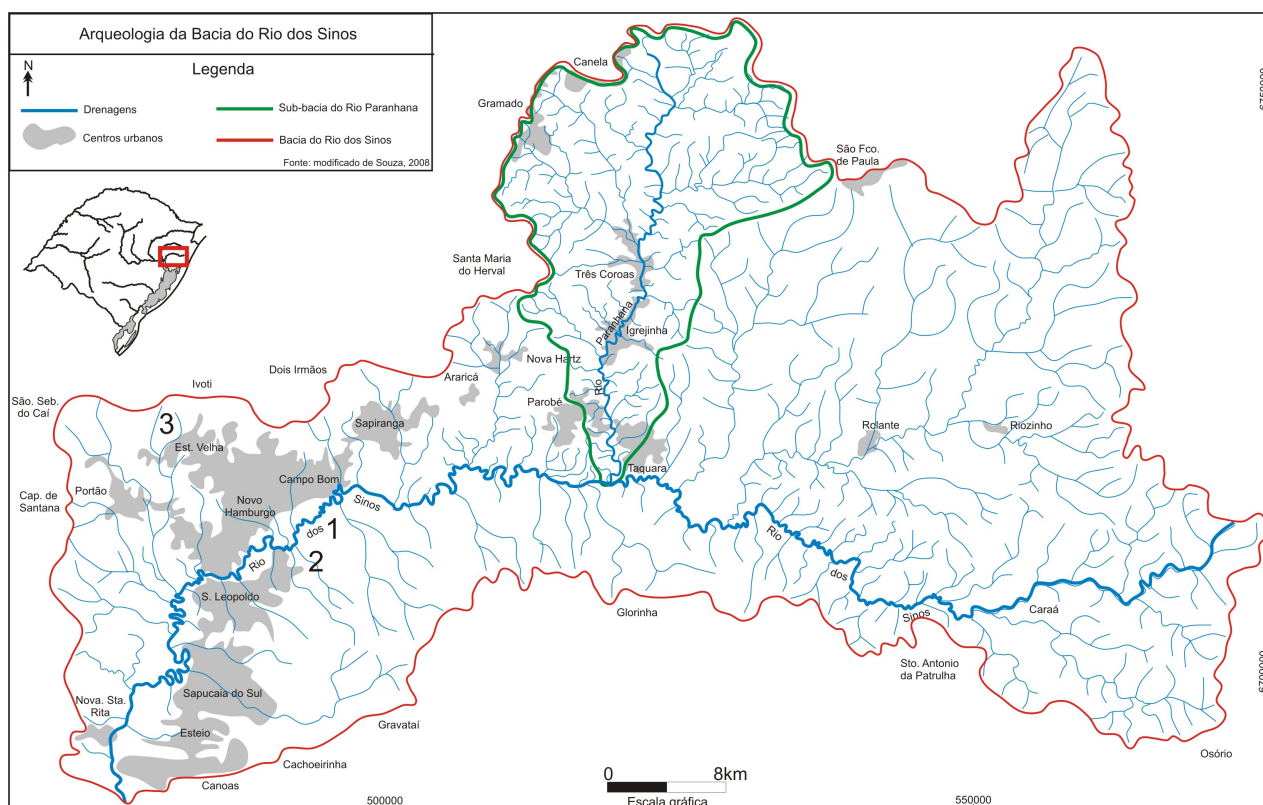 Arqueologia da Bacia do Rio dos Sinos
N
Legenda
Drenagens
Sub-bacia do Rio Paranhana
Centros urbanos
Bacia do Rio dos Sinos
Fonte: modificado de Souza, 2008
Canela
Gramado
6750000
São Fco.
de Paula
Santa Maria
do Herval
Três Coroas
Paranhana
Igrejinha
Rio
Nova Hartz
Araricá
Parobé
Dois Irmãos
Ivoti
São. Seb.
do Caí
3
Est. Velha
Sapiranga
Rolante
Riozinho
Taquara
Campo Bom
Portão
Cap. de
Santana
Novo
Hamburgo
Rio
dos
Sinos
1
2
S. Leopoldo
Rio
dos
Sinos
Caraá
Glorinha
Sto. Antonio
da Patrulha
6700000
Sapucaia do Sul
Nova. Sta.
Rita
Esteio
Gravataí
Cachoeirinha
Canoas
Osório
0
8km
Escala gráfica
500000
550000